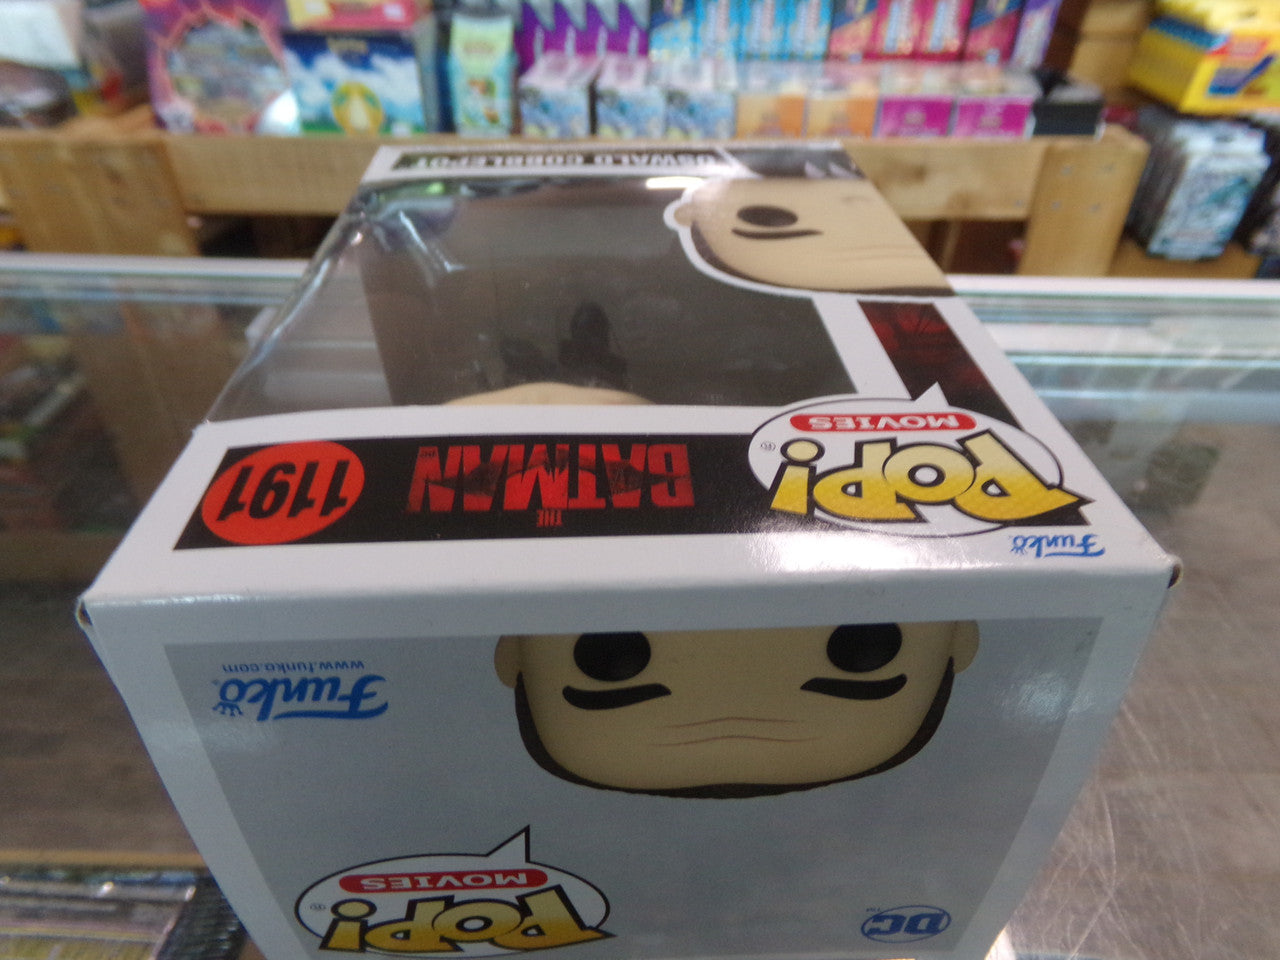 OSWALD COBBLEPOT
Funko
POP!
MOVIES
THE
BATMAN
1191
DC
POP!
MOVIES
Funko
www.funko.com